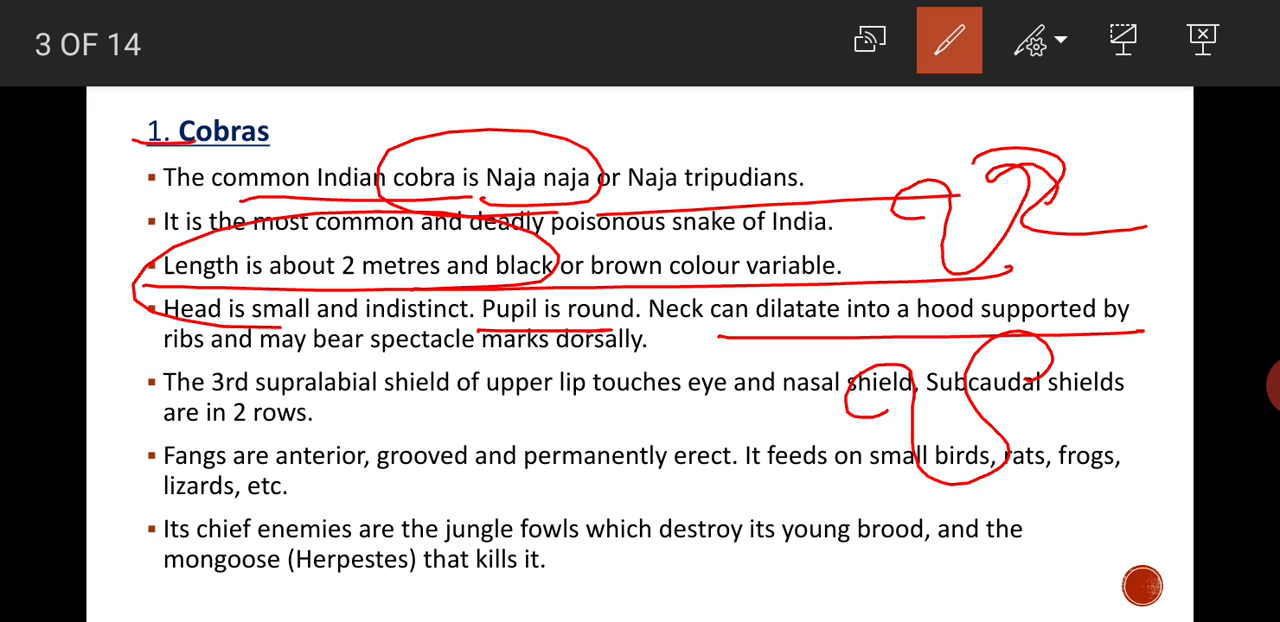 3 OF 14
1. Cobras
▪ The common Indian cobra is Naja naja or Naja tripudians.
▪ It is the most common and deadly poisonous snake of India.
▪ Length is about 2 metres and black or brown colour variable.
▪ Head is small and indistinct. Pupil is round. Neck can dilatate into a hood supported by
ribs and may bear spectacle marks dorsally.
▪ The 3rd supralabial shield of upper lip touches eye and nasal shield. Subcaudal shields
are in 2 rows.
▪ Fangs are anterior, grooved and permanently erect. It feeds on small birds, rats, frogs,
lizards, etc.
▪ Its chief enemies are the jungle fowls which destroy its young brood, and the
mongoose (Herpestes) that kills it.